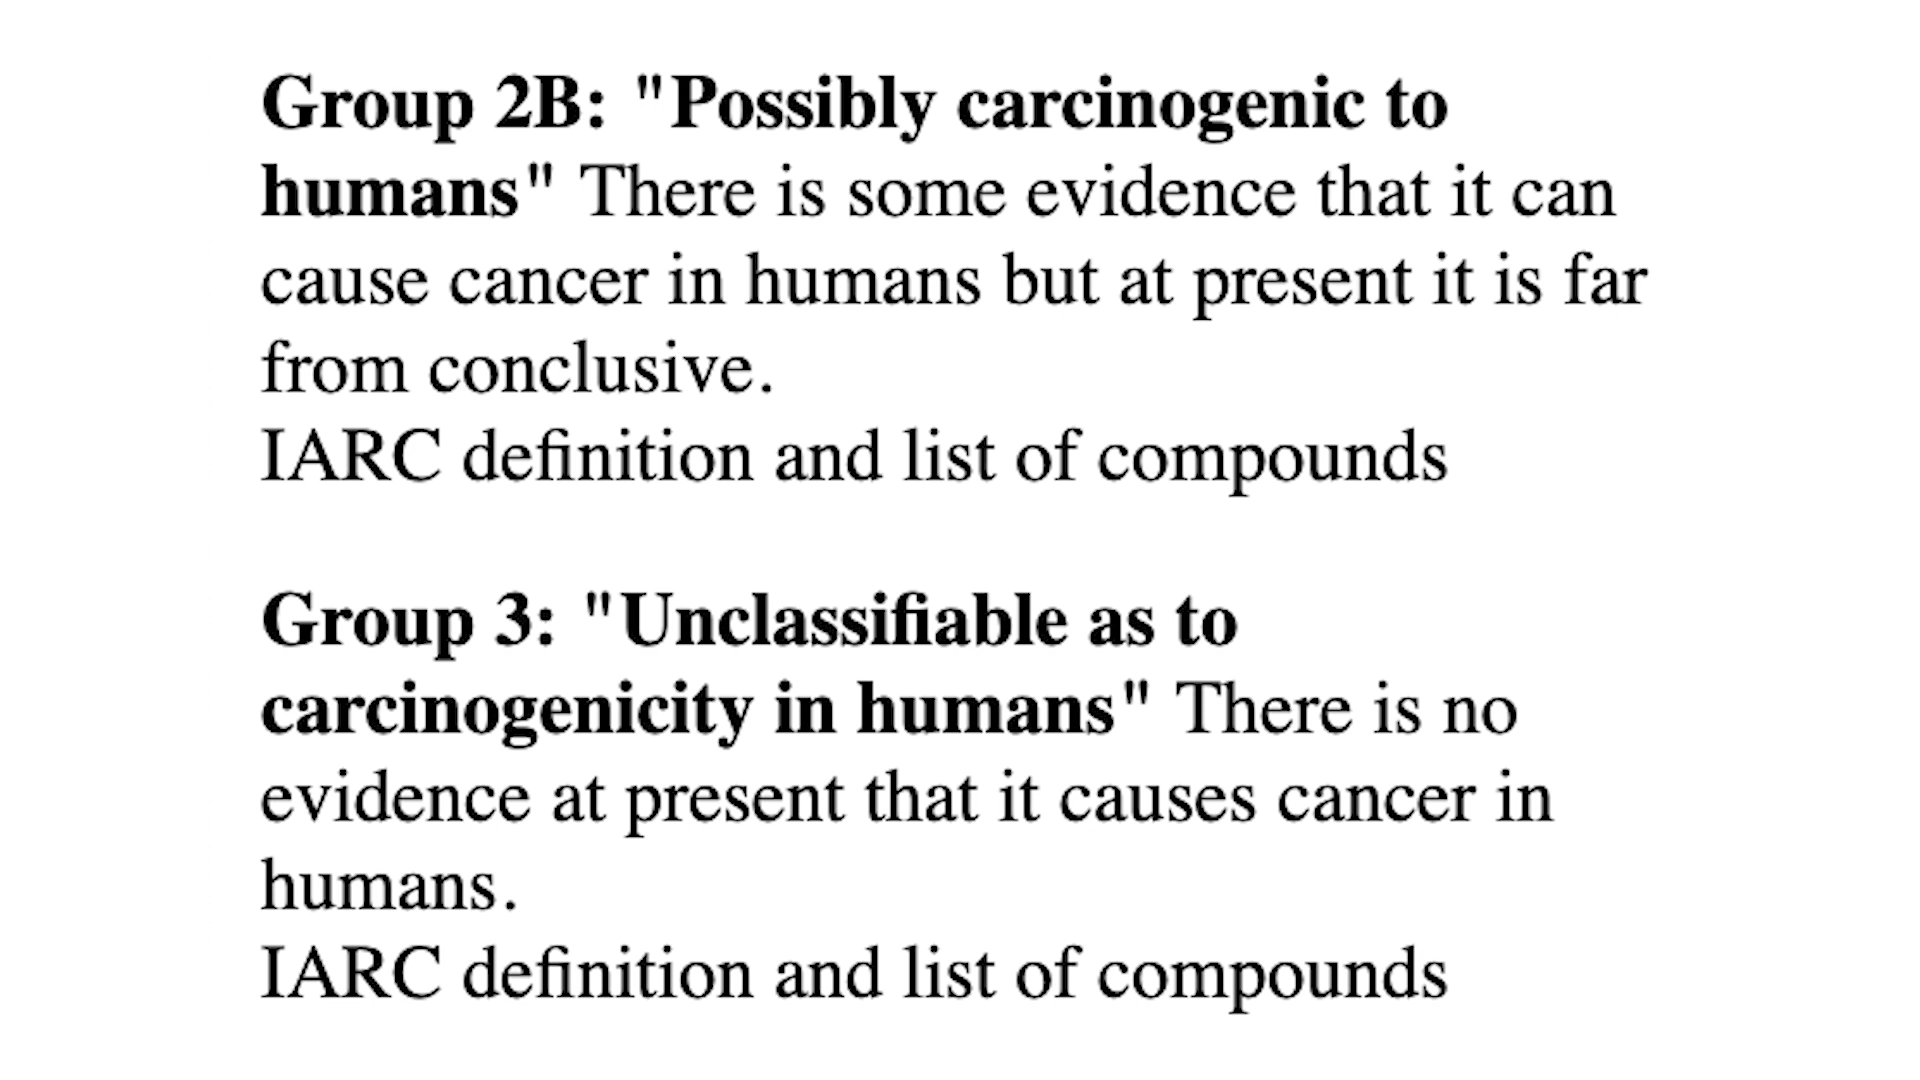 Group 2B: "Possibly carcinogenic to
humans" There is some evidence that it can
cause cancer in humans but at present it is far
from conclusive.
IARC definition and list of compounds
Group 3: "Unclassifiable as to
carcinogenicity in humans" There is no
evidence at present that it causes cancer in
humans.
IARC definition and list of compounds